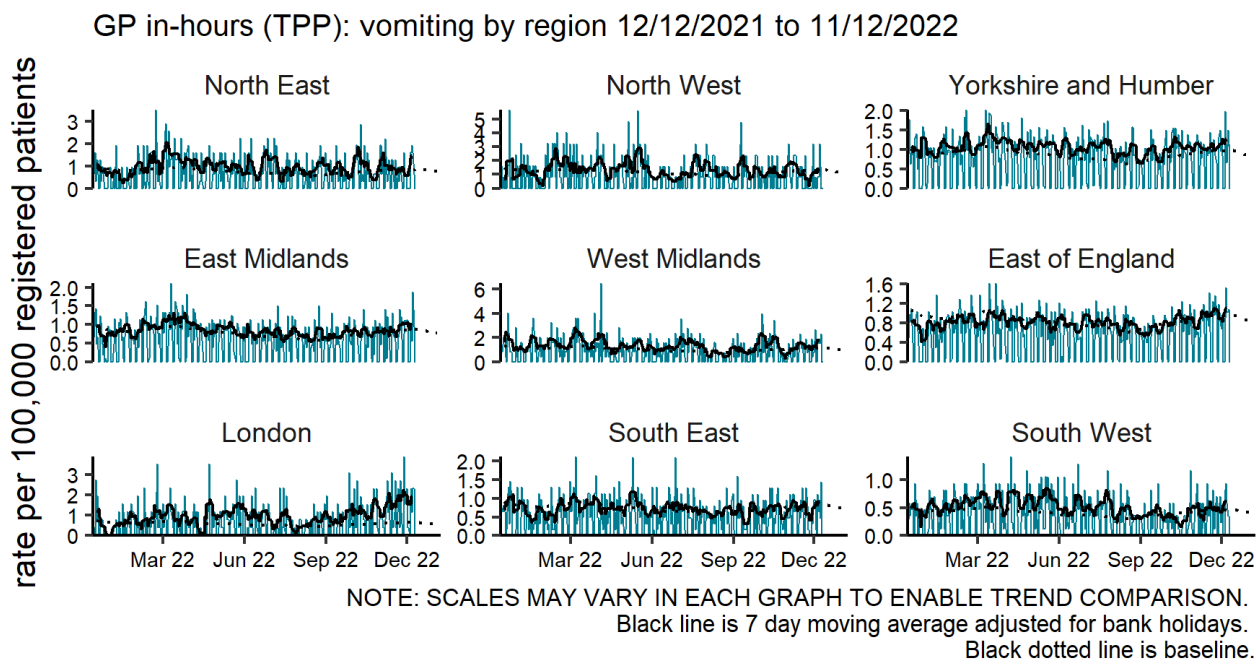 GP in-hours (TPP): vomiting by region 12/12/2021 to 11/12/2022
rate per 100,000 registered patients
North East
3
2
1
0
North West
5
4
3
2
1
0
Yorkshire and Humber
2.0
1.5
1.0
0.5
0.0
East Midlands
2.0
1.5
1.0
0.5
0.0
West Midlands
6
4
2
0
East of England
1.6
1.2
0.8
0.4
0.0
London
3
2
1
0
South East
2.0
1.5
1.0
0.5
0.0
South West
1.0
0.5
0.0
Mar 22 Jun 22 Sep 22 Dec 22
Mar 22 Jun 22 Sep 22 Dec 22
Mar 22 Jun 22 Sep 22 Dec 22
NOTE: SCALES MAY VARY IN EACH GRAPH TO ENABLE TREND COMPARISON.
Black line is 7 day moving average adjusted for bank holidays.
Black dotted line is baseline.